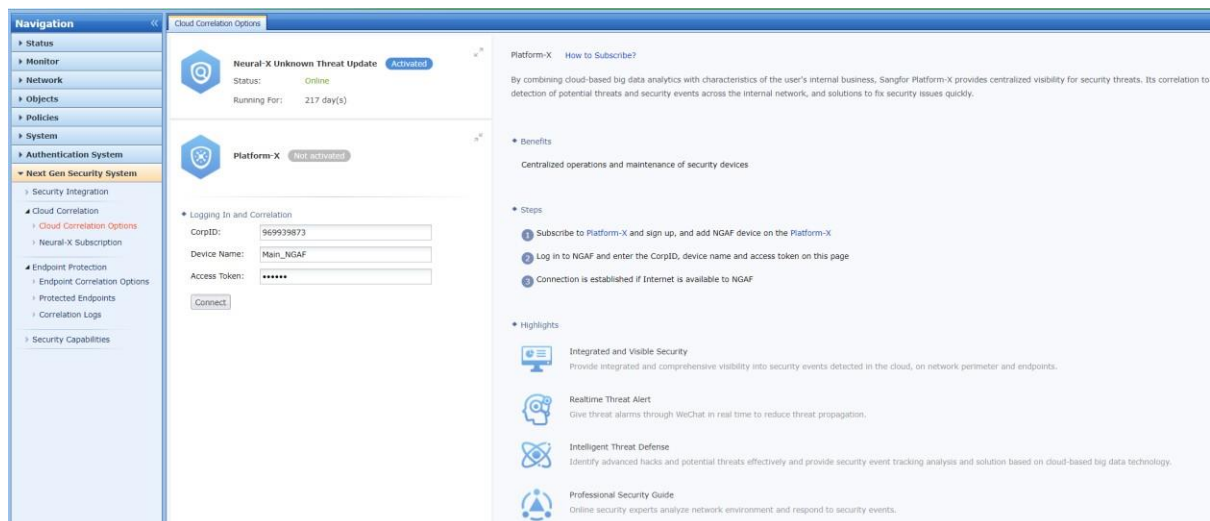 Navigation
Status
Monitor
Network
Objects
Policies
System
Authentication System
Next Gen Security System
Security Integration
Cloud Correlation
Cloud Correlation Options
Neural-X Subscription
Endpoint Protection
Endpoint Correlation Options
Protected Endpoints
Correlation Logs
Security Capabilities
Cloud Correlation Options
Neural-X Unknown Threat Update Activated
Status: Online
Running For: 217 day(s)
Platform-X Not activated
Logging In and Correlation
CorpID: 969939873
Device Name: Main_NGAF
Access Token: ••••••
Connect
Platform-X How to Subscribe?
By combining cloud-based big data analytics with characteristics of the user's internal business, Sangfor Platform-X provides centralized visibility for security threats. Its correlation to
detection of potential threats and security events across the internal network, and solutions to fix security issues quickly.
Benefits
Centralized operations and maintenance of security devices
Steps
1 Subscribe to Platform-X and sign up, and add NGAF device on the Platform-X
2 Log in to NGAF and enter the CorpID, device name and access token on this page
3 Connection is established if Internet is available to NGAF
Highlights
Integrated and Visible Security
Provide integrated and comprehensive visibility into security events detected in the cloud, on network perimeter and endpoints.
Realtime Threat Alert
Give threat alarms through WeChat in real time to reduce threat propagation.
Intelligent Threat Defense
Identify advanced hacks and potential threats effectively and provide security event tracking analysis and solution based on cloud-based big data technology.
Professional Security Guide
Online security experts analyze network environment and respond to security events.